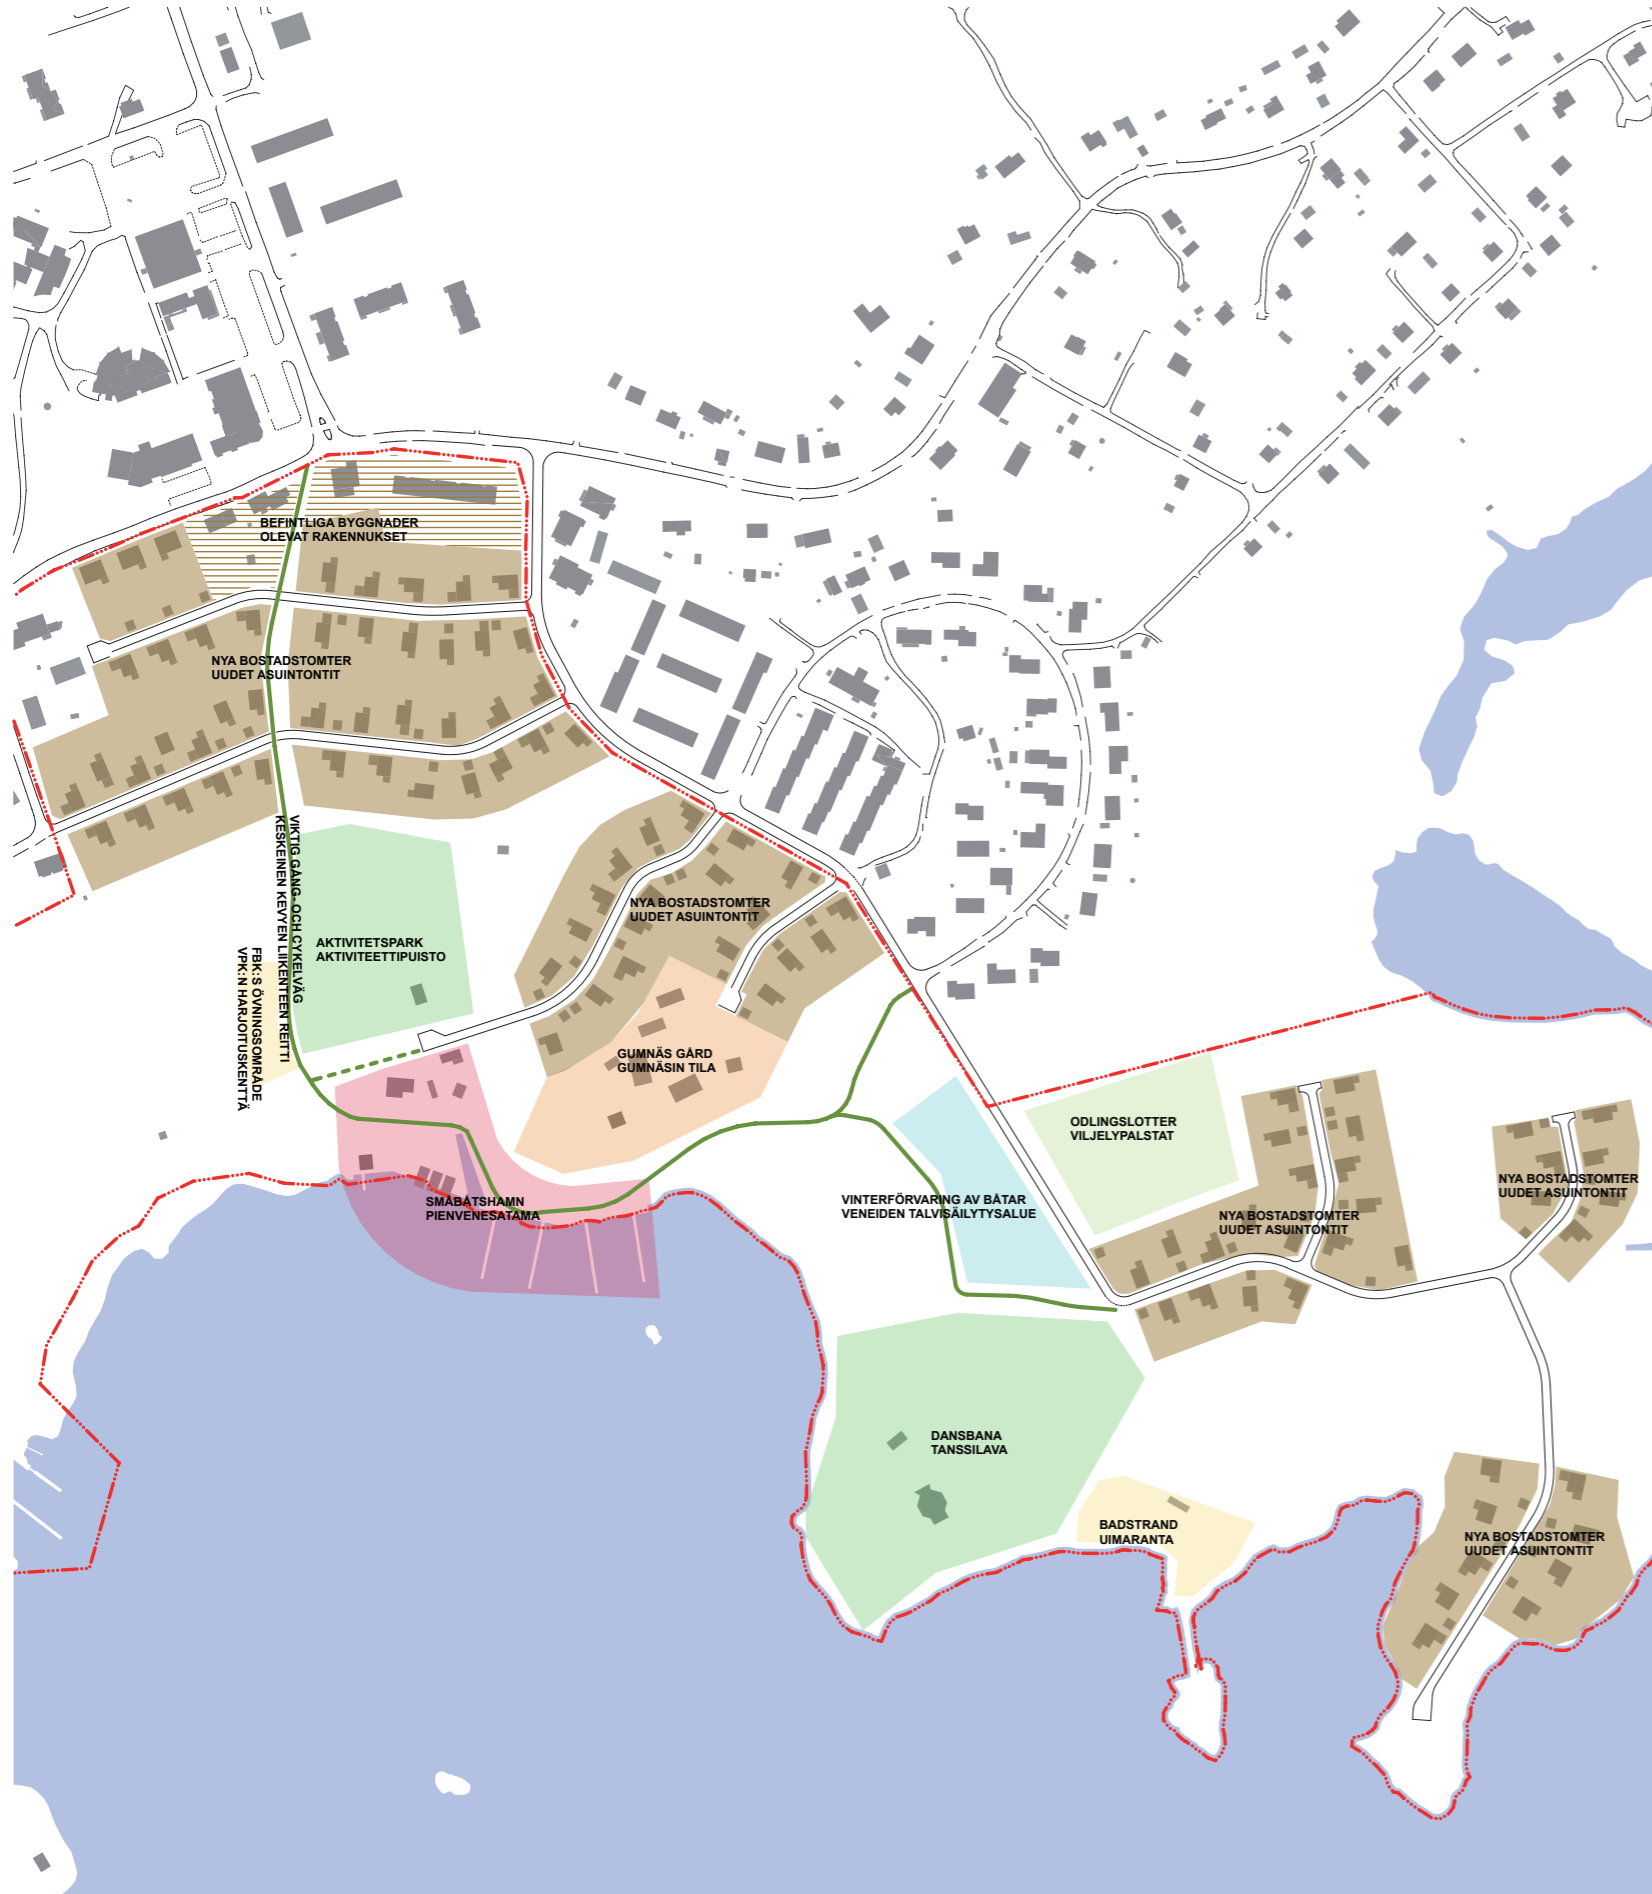 BEFINTLIGA BYGGNADER
OLEVAT RAKENNUKSET
NYA BOSTADSTOMTER
UUDET ASUINTONTIT
VIKTIG GÅNG- OCH CYKELVÄG
KESKEINEN KEVYEN LIIKENTEEN REITTI
NYA BOSTADSTOMTER
UUDET ASUINTONTIT
AKTIVITETSPARK
AKTIVITEETTIPUISTO
FBK:S ÖVNINGSOMRÅDE
VPK:N HARJOITUSKENTTÄ
GUMNÄS GÅRD
GUMNÄSIN TILA
ODLINGSLOTTER
VILJELYPALSTAT
NYA BOSTADSTOMTER
UUDET ASUINTONTIT
SMÅBÅTSHAMN
PIENVENESATAMA
VINTERFÖRVARING AV BÅTAR
VENEIDEN TALVISÄILYTYSALUE
NYA BOSTADSTOMTER
UUDET ASUINTONTIT
DANSBANA
TANSSILAVA
BADSTRAND
UIMARANTA
NYA BOSTADSTOMTER
UUDET ASUINTONTIT